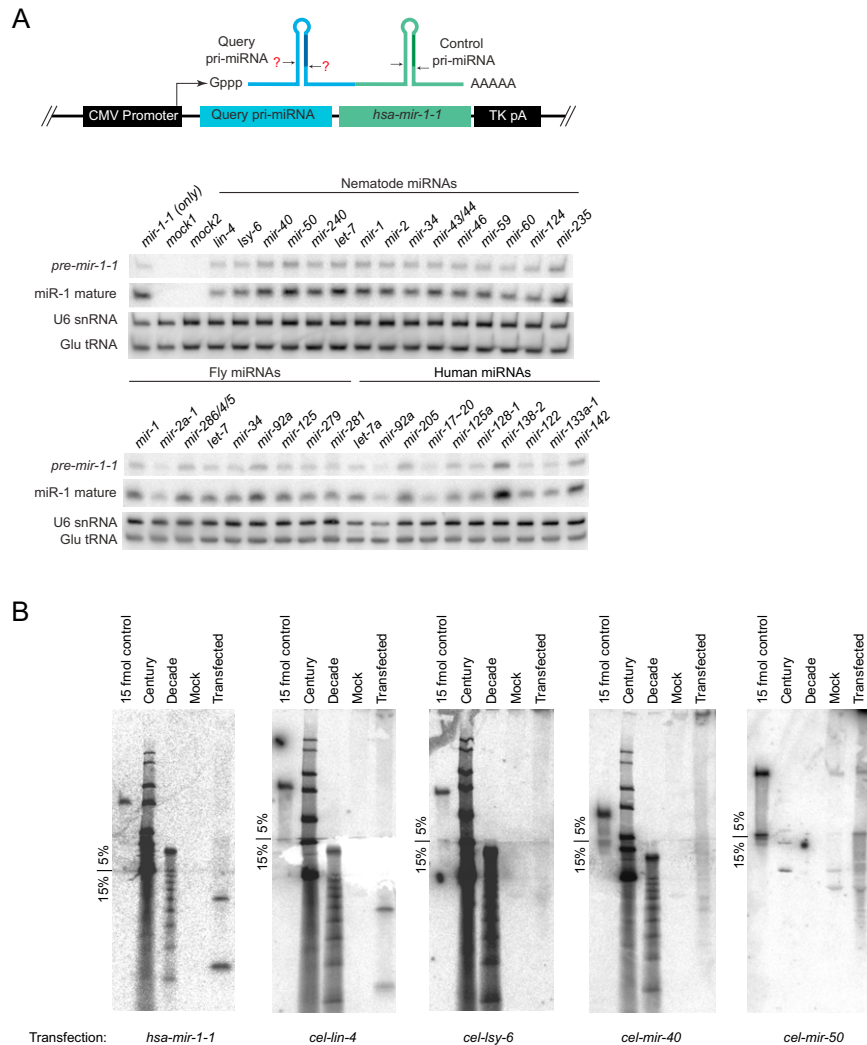 A
Query
pri-miRNA
?
?
Control
pri-miRNA
Gppp
AAAAA
CMV Promoter
Query pri-miRNA
hsa-mir-1-1
TK pA
Nematode miRNAs
mir-1-1 (only)
mock1
mock2
lin-4
lsy-6
mir-40
mir-50
mir-240
let-7
mir-1
mir-2
mir-34
mir-43/44
mir-46
mir-59
mir-60
mir-124
mir-235
pre-mir-1-1
miR-1 mature
U6 snRNA
Glu tRNA
Fly miRNAs
Human miRNAs
mir-1
mir-2a-1
mir-286/4/5
let-7
mir-34
mir-92a
mir-125
mir-279
mir-281
let-7a
mir-92a
mir-205
mir-17~20
mir-125a
mir-128-1
mir-138-2
mir-122
mir-133a-1
mir-142
pre-mir-1-1
miR-1 mature
U6 snRNA
Glu tRNA
B
15 fmol control
Century
Decade
Mock
Transfected
15 fmol control
Century
Decade
Mock
Transfected
15 fmol control
Century
Decade
Mock
Transfected
15 fmol control
Century
Decade
Mock
Transfected
15 fmol control
Century
Decade
Mock
Transfected
15% | 5%
15% | 5%
15% | 5%
15% | 5%
15% | 5%
Transfection: hsa-mir-1-1 cel-lin-4 cel-lsy-6 cel-mir-40 cel-mir-50